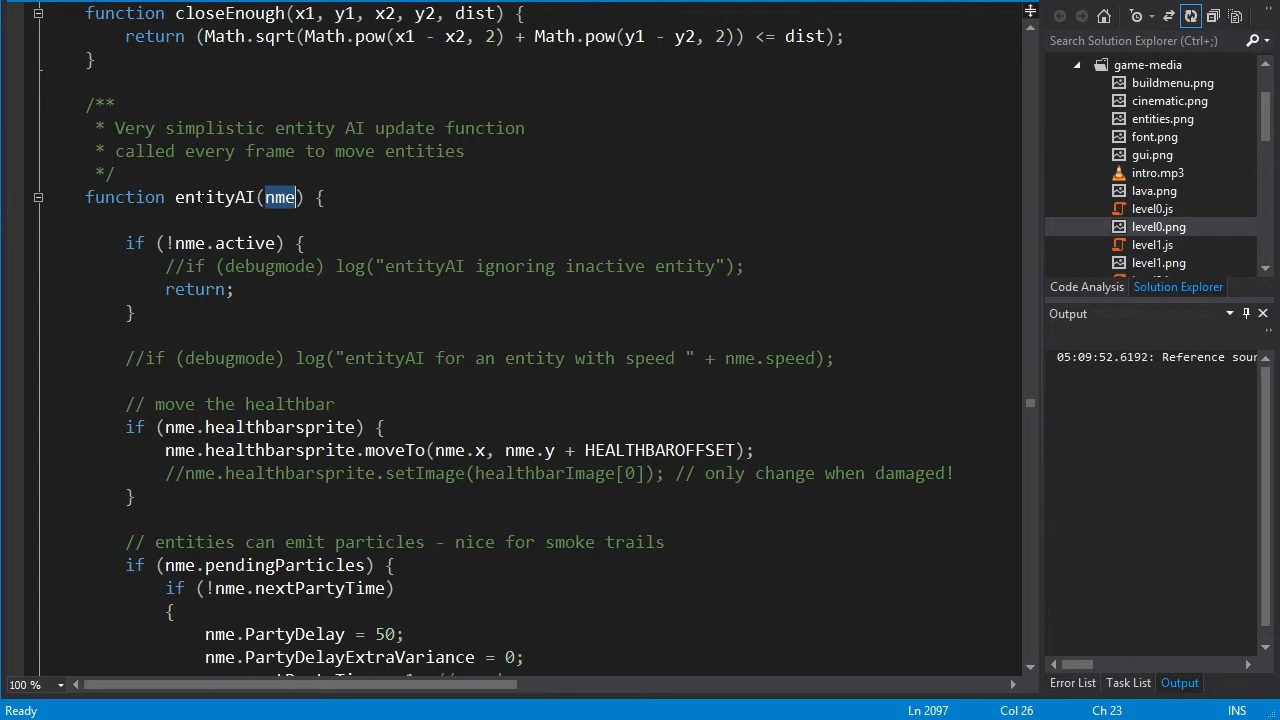 function closeEnough(x1, y1, x2, y2, dist) {
return (Math.sqrt(Math.pow(x1 - x2, 2) + Math.pow(y1 - y2, 2)) <= dist);
}
/**
* Very simplistic entity AI update function
* called every frame to move entities
*/
function entityAI(nme) {
if (!nme.active) {
//if (debugmode) log("entityAI ignoring inactive entity");
return;
}
//if (debugmode) log("entityAI for an entity with speed " + nme.speed);
// move the healthbar
if (nme.healthbarsprite) {
nme.healthbarsprite.moveTo(nme.x, nme.y + HEALTHBAROFFSET);
//nme.healthbarsprite.setImage(healthbarImage[0]); // only change when damaged!
}
// entities can emit particles - nice for smoke trails
if (nme.pendingParticles) {
if (!nme.nextPartyTime)
{
nme.PartyDelay = 50;
nme.PartyDelayExtraVariance = 0;
100 %
Search Solution Explorer (Ctrl+;)
game-media
buildmenu.png
cinematic.png
entities.png
font.png
gui.png
intro.mp3
lava.png
level0.js
level0.png
level1.js
level1.png
Code Analysis Solution Explorer
Output
05:09:52.6192: Reference sour
Error List Task List Output
Ready Ln 2097 Col 26 Ch 23 INS